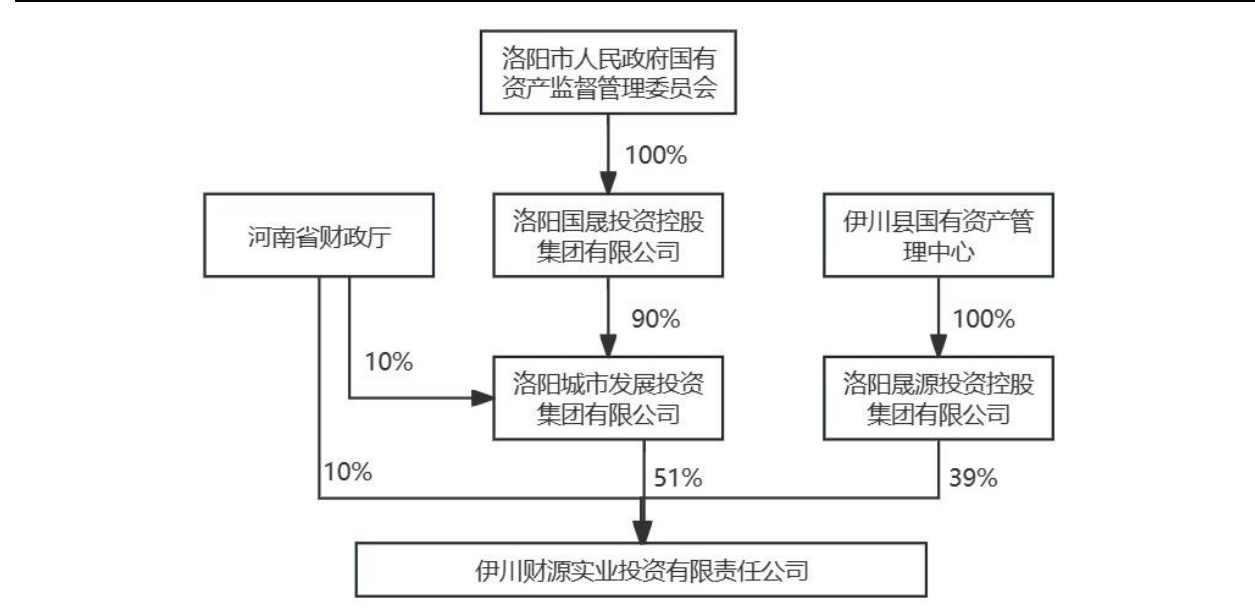 洛阳市人民政府国有
资产监督管理委员会
100%
河南省财政厅
洛阳国晟投资控股
集团有限公司
伊川县国有资产管
理中心
90%
100%
10%
洛阳城市发展投资
集团有限公司
洛阳晟源投资控股
集团有限公司
10%
51%
39%
伊川财源实业投资有限责任公司